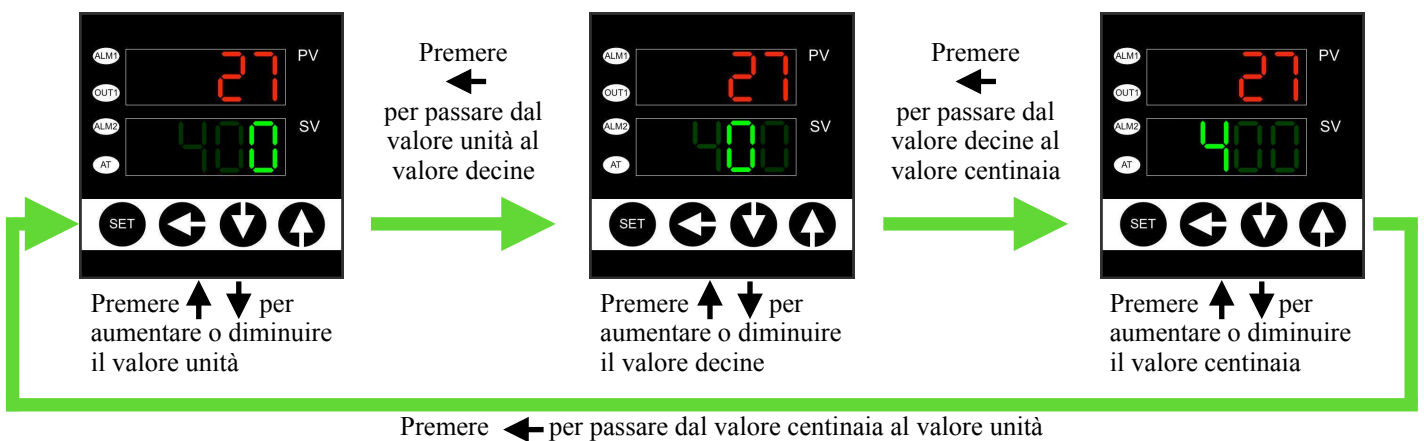 ALM1
27
PV
OUT1
ALM2
400
SV
AT
SET
Premere
per passare dal
valore unità al
valore decine
ALM1
27
PV
OUT1
ALM2
400
SV
AT
SET
Premere
per passare dal
valore decine al
valore centinaia
ALM1
27
PV
OUT1
ALM2
400
SV
AT
SET
Premere per
aumentare o diminuire
il valore unità
Premere per
aumentare o diminuire
il valore decine
Premere per
aumentare o diminuire
il valore centinaia
Premere per passare dal valore centinaia al valore unità